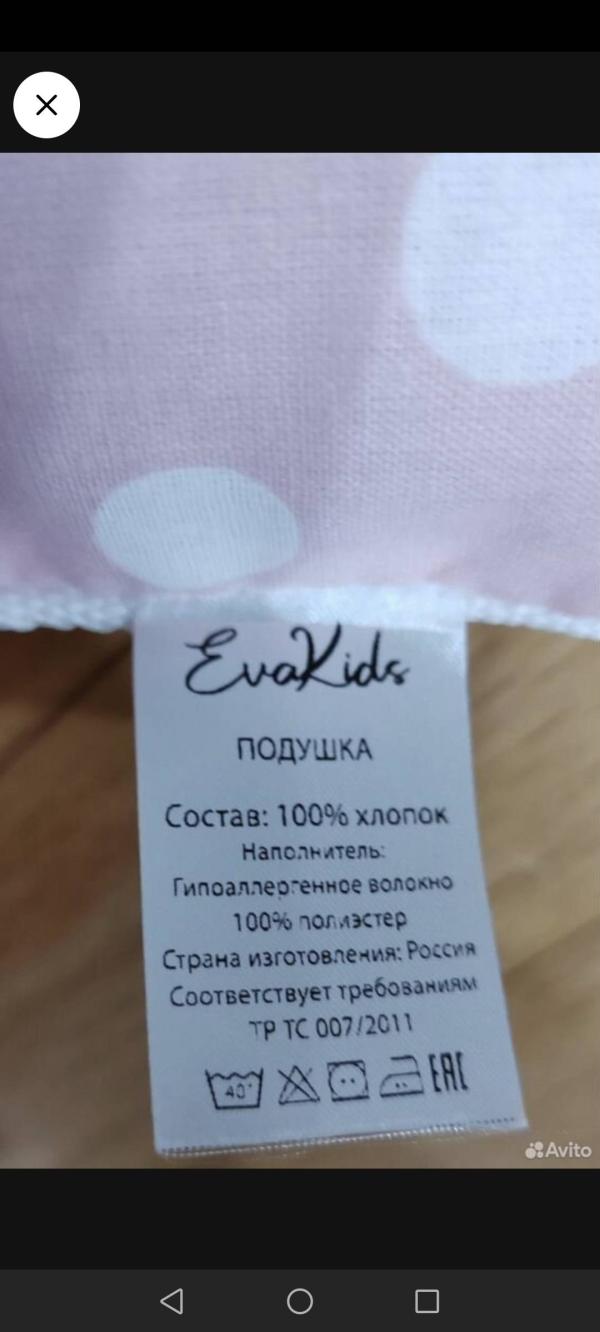 EvaKids
ПОДУШКА
Состав: 100% хлопок
Наполнитель:
Гипоаллергенное волокно
100% полиэстер
Страна изготовления: Россия
Соответствует требованиям
ТР ТС 007/2011
40° EAC
Avito